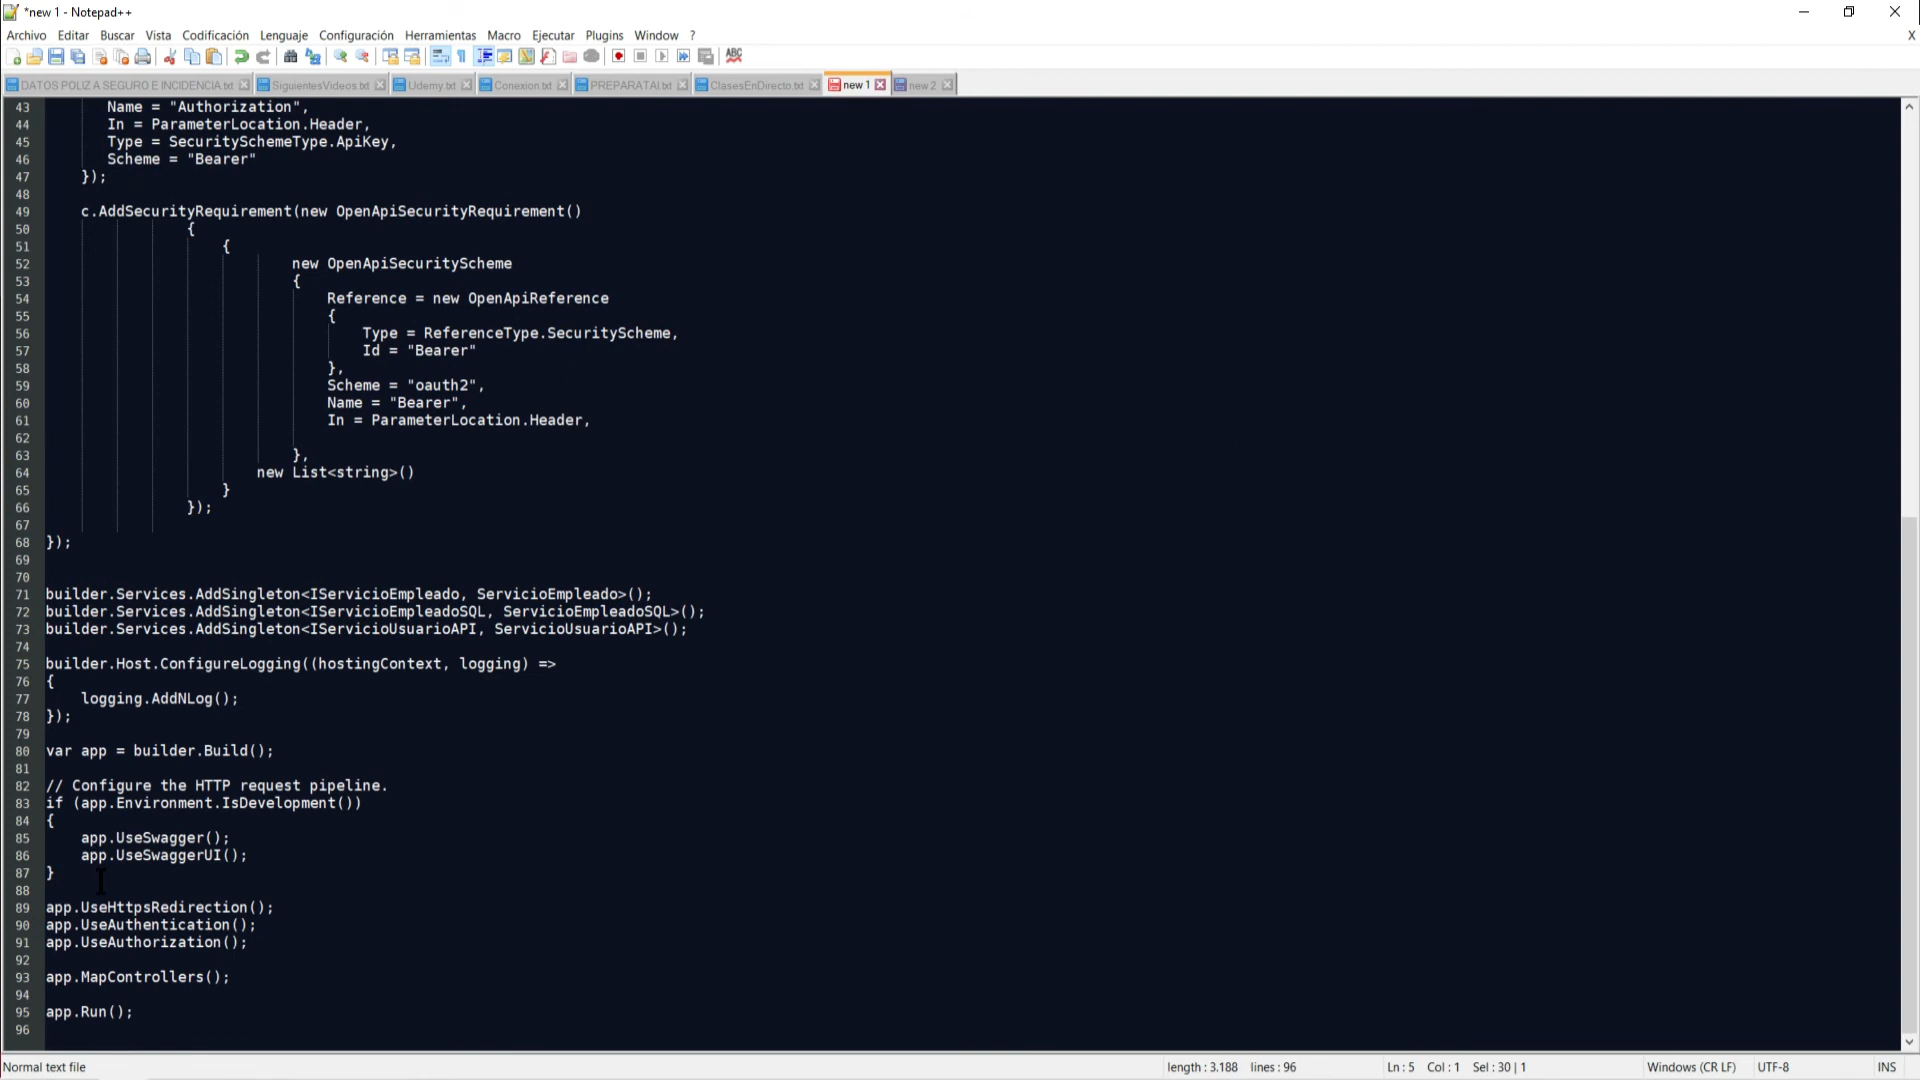 *new 1 - Notepad++
Archivo Editar Buscar Vista Codificación Lenguaje Configuración Herramientas Macro Ejecutar Plugins Window ? X
DATOS POLIZA SEGURO E INCIDENCIA.txt SiguientesVideos.txt Udemy.txt Conexion.txt PREPARATAI.txt ClasesEnDirecto.txt new 1 new 2
43 Name = "Authorization",
44 In = ParameterLocation.Header,
45 Type = SecuritySchemeType.ApiKey,
46 Scheme = "Bearer"
47 });
48
49 c.AddSecurityRequirement(new OpenApiSecurityRequirement()
50 {
51 {
52 new OpenApiSecurityScheme
53 {
54 Reference = new OpenApiReference
55 {
56 Type = ReferenceType.SecurityScheme,
57 Id = "Bearer"
58 },
59 Scheme = "oauth2",
60 Name = "Bearer",
61 In = ParameterLocation.Header,
62
63 },
64 new List<string>()
65 }
66 });
67
68 });
69
70
71 builder.Services.AddSingleton<IServicioEmpleado, ServicioEmpleado>();
72 builder.Services.AddSingleton<IServicioEmpleadoSQL, ServicioEmpleadoSQL>();
73 builder.Services.AddSingleton<IServicioUsuarioAPI, ServicioUsuarioAPI>();
74
75 builder.Host.ConfigureLogging((hostingContext, logging) =>
76 {
77 logging.AddNLog();
78 });
79
80 var app = builder.Build();
81
82 // Configure the HTTP request pipeline.
83 if (app.Environment.IsDevelopment())
84 {
85 app.UseSwagger();
86 app.UseSwaggerUI();
87 }
88
89 app.UseHttpsRedirection();
90 app.UseAuthentication();
91 app.UseAuthorization();
92
93 app.MapControllers();
94
95 app.Run();
96
Normal text file length : 3.188 lines : 96 Ln : 5 Col : 1 Sel : 30 | 1 Windows (CR LF) UTF-8 INS